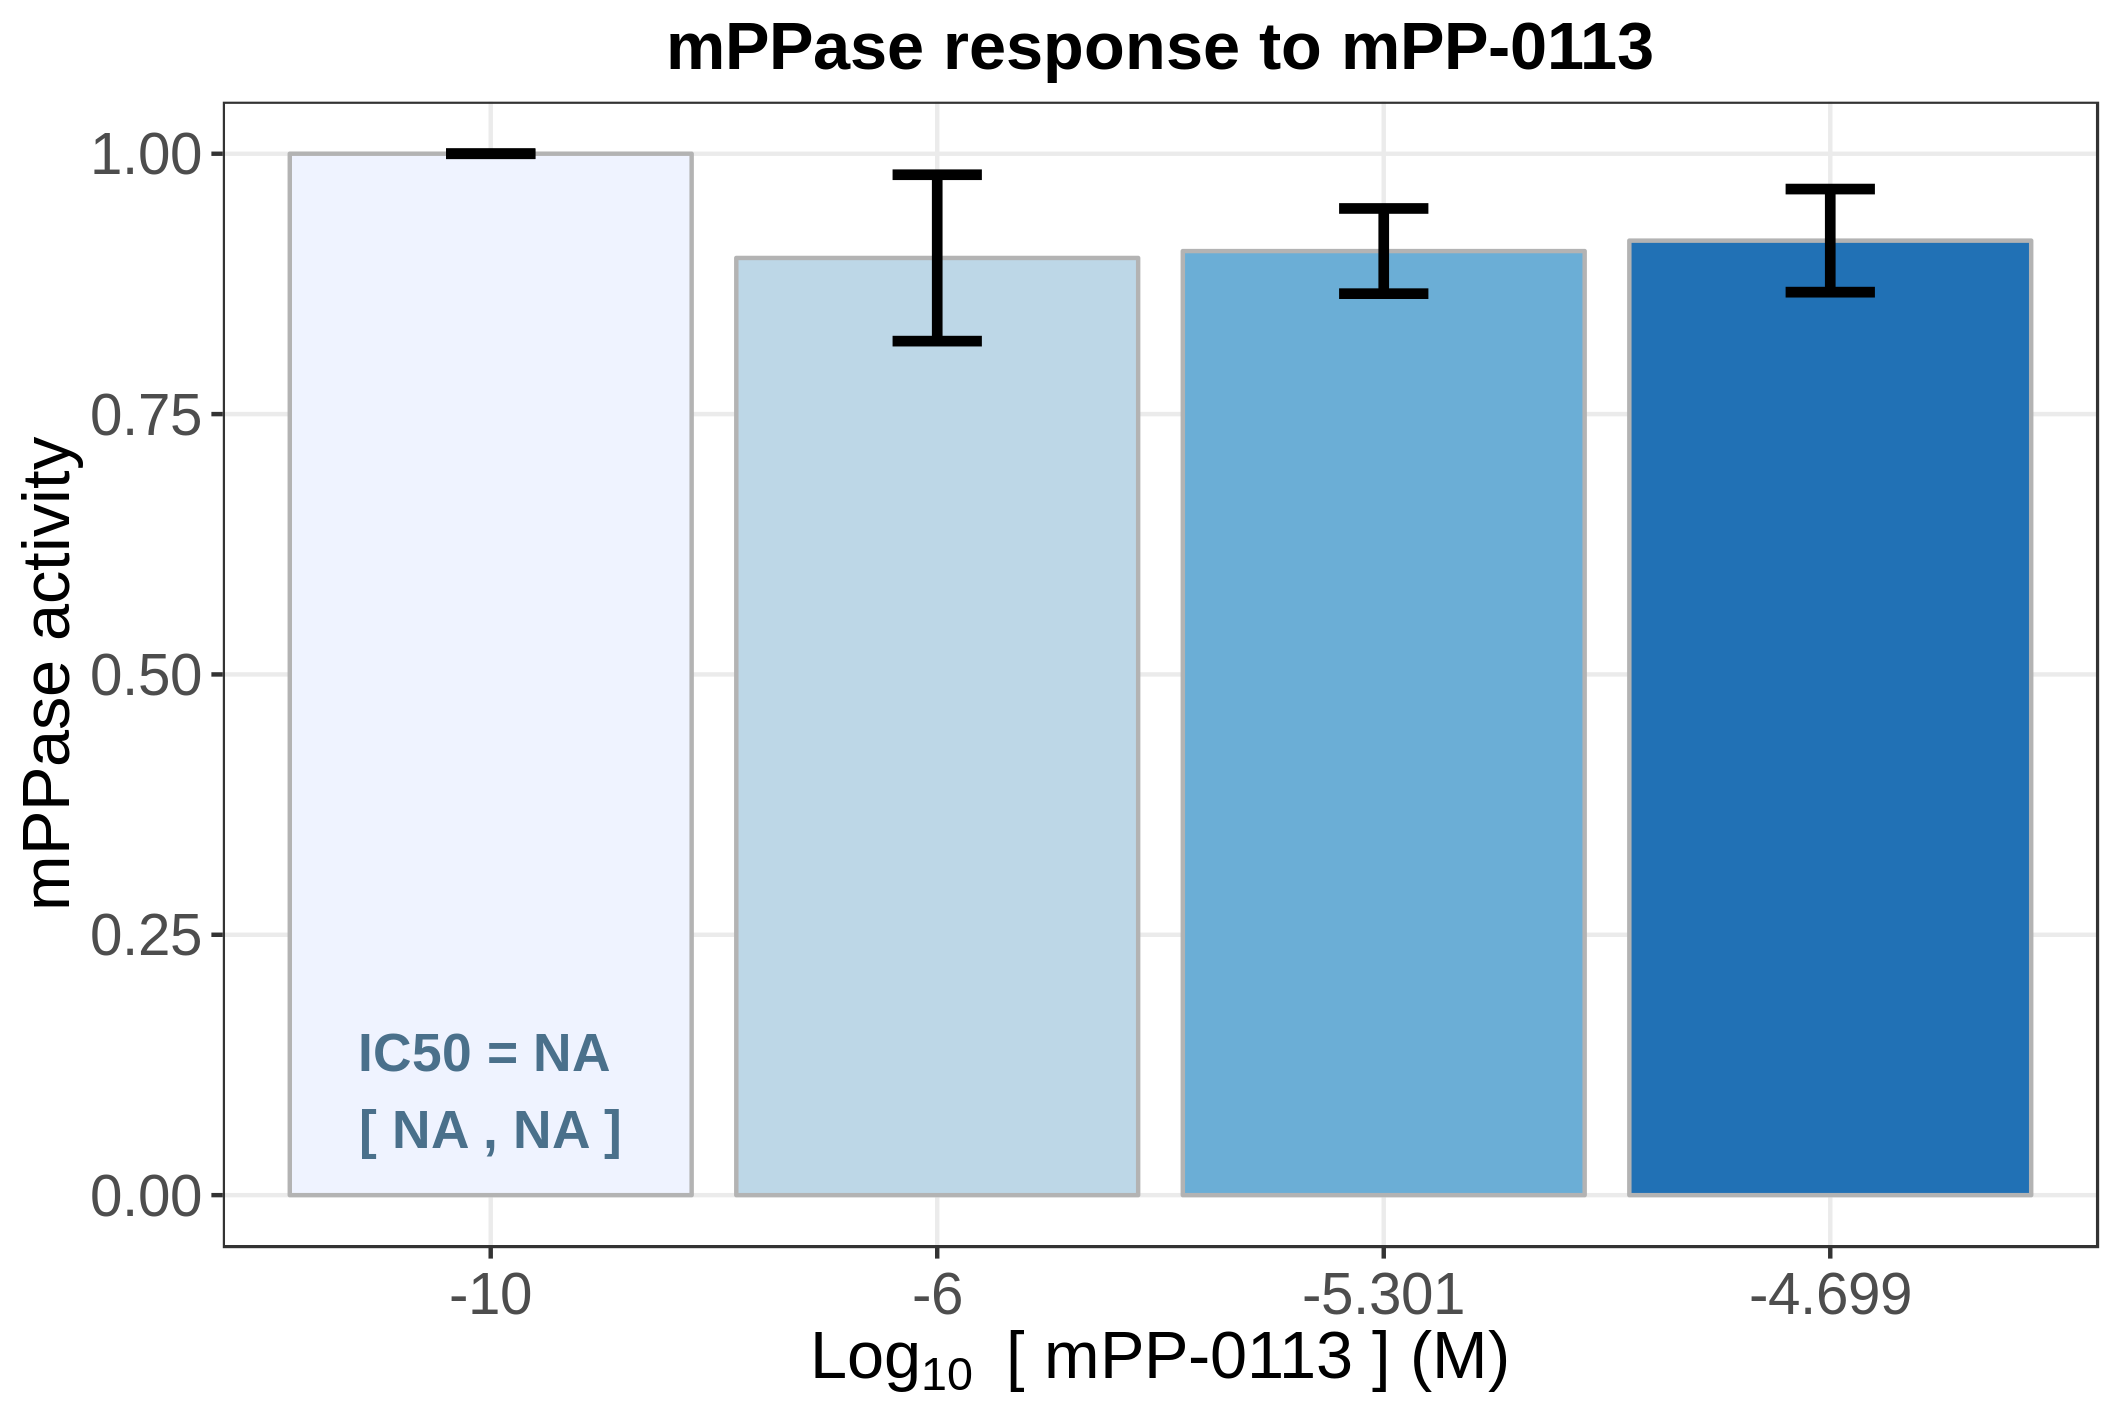 mPPase response to mPP-0113
mPPase activity
1.00
0.75
0.50
0.25
0.00
IC50 = NA
[ NA , NA ]
-10
-6
-5.301
-4.699
Log10 [ mPP-0113 ] (M)